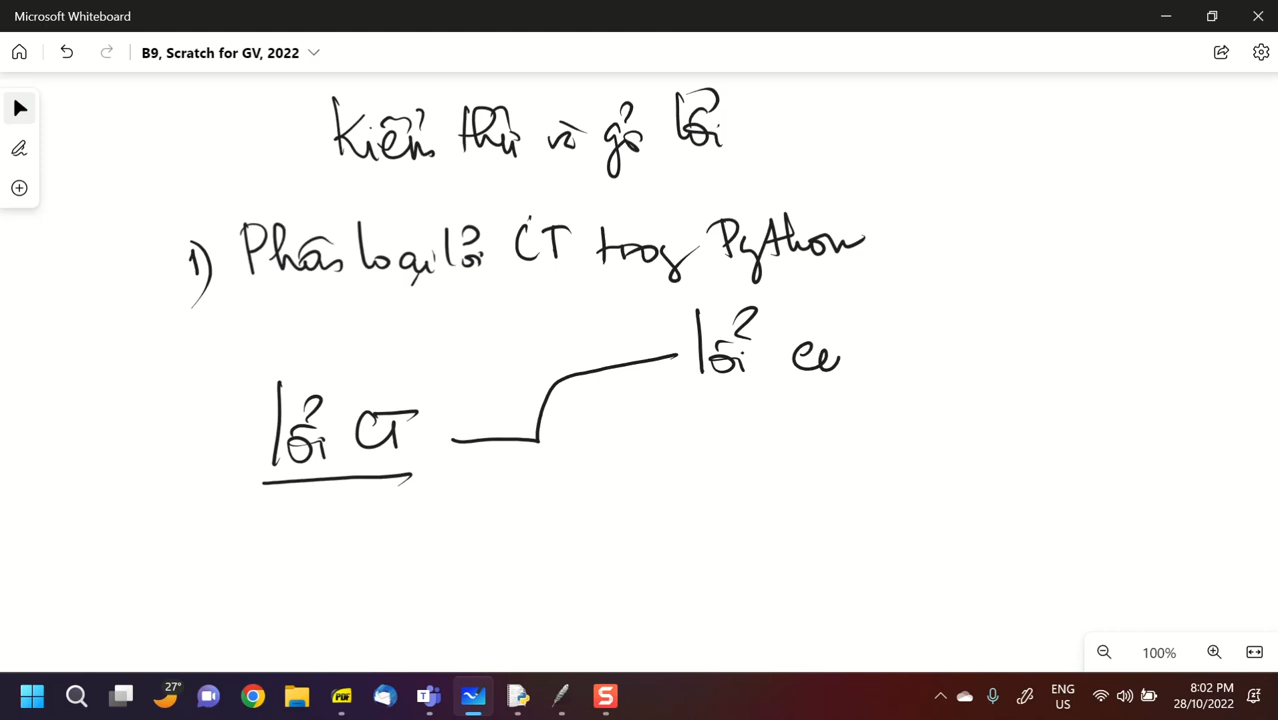 Microsoft Whiteboard
B9, Scratch for GV, 2022
Kiểm thử và gỡ lỗi
1) Phân loại lỗi CT trong Python
lỗi
lỗi CT
100%
27°
ENG
US
8:02 PM
28/10/2022